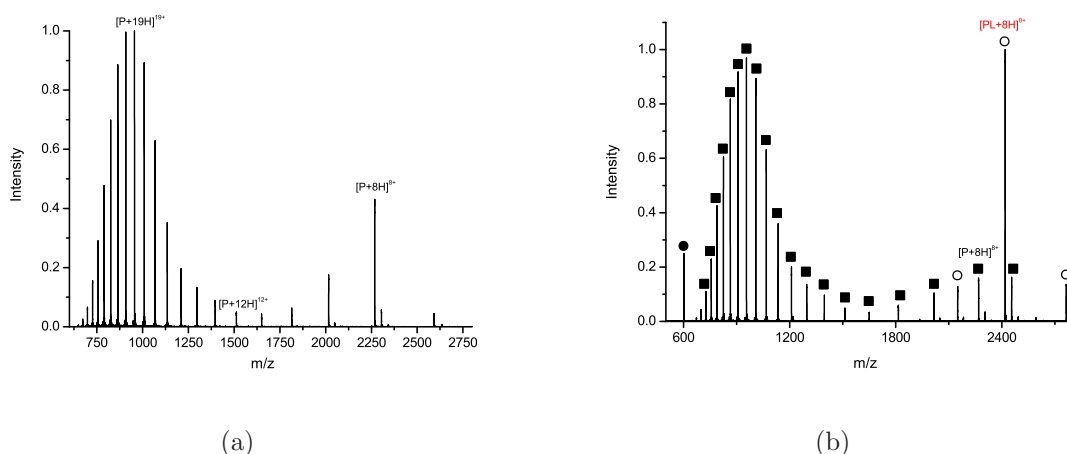 [P+19H]19+
1.0
0.8
0.6
0.4
0.2
0.0
Intensity
[P+8H]8+
[P+12H]12+
750 1000 1250 1500 1750 2000 2250 2500 2750
m/z
(a)
[PL+8H]8+
1.0
0.8
0.6
0.4
0.2
0.0
Intensity
[P+8H]8+
600 1200 1800 2400
m/z
(b)